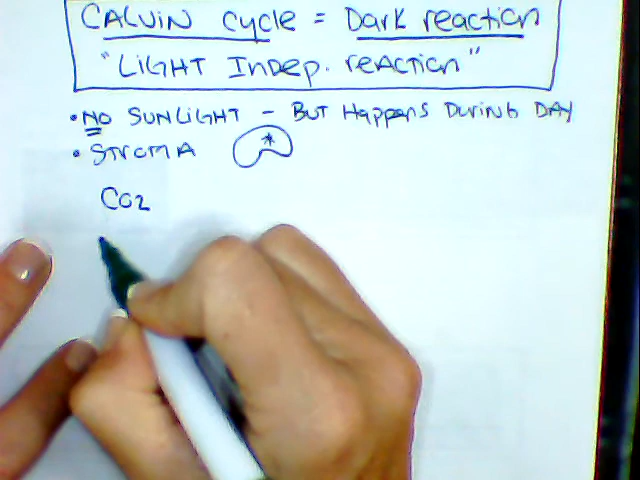 CALVIN cycle = Dark reaction
"LIGHT Indep. reaction"
• NO SUNLIGHT – BUT Happens During DAY
• STROMA
CO2